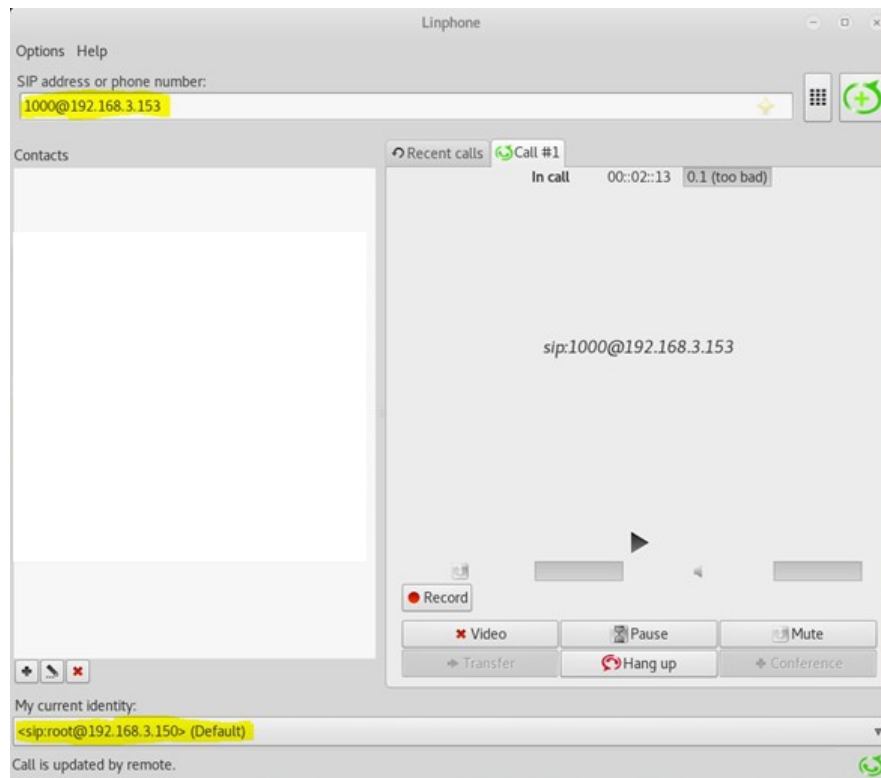 Linphone
Options Help
SIP address or phone number:
1000@192.168.3.153
Contacts
Recent calls Call #1
In call 00::02::13 0.1 (too bad)
sip:1000@192.168.3.153
Record
Video Pause Mute
Transfer Hang up Conference
My current identity:
<sip:root@192.168.3.150> (Default)
Call is updated by remote.